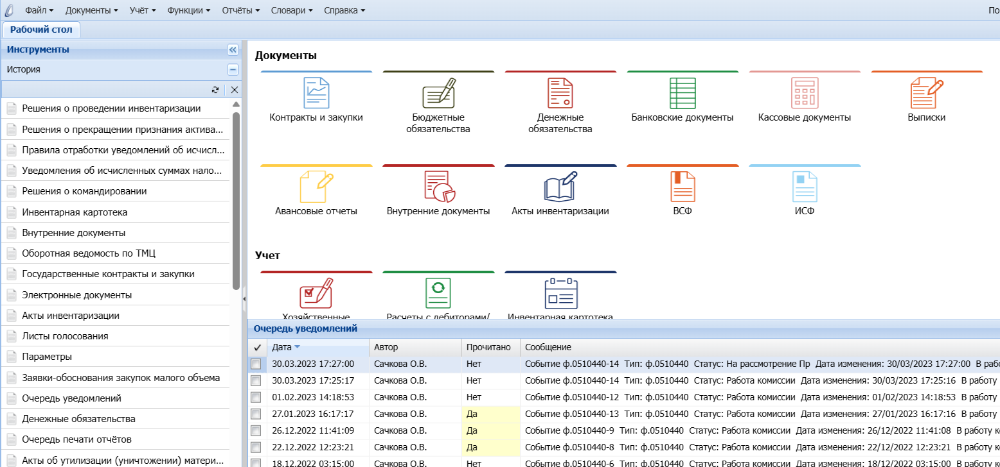 Файл Документы Учёт Функции Отчёты Словари Справка По
Рабочий стол
Инструменты
История
Решения о проведении инвентаризации
Решения о прекращении признания актива...
Правила отработки уведомлений об исчисл...
Уведомления об исчисленных суммах нало...
Решения о командировании
Инвентарная картотека
Внутренние документы
Оборотная ведомость по ТМЦ
Государственные контракты и закупки
Электронные документы
Акты инвентаризации
Листы голосования
Параметры
Заявки-обоснования закупок малого объема
Очередь уведомлений
Денежные обязательства
Очередь печати отчётов
Акты об утилизации (уничтожении) матери...
Документы
Контракты и закупки
Бюджетные
обязательства
Денежные
обязательства
Банковские документы
Кассовые документы
Выписки
Авансовые отчеты
Внутренние документы
Акты инвентаризации
ВСФ
ИСФ
Учет
Хозяйственные
Расчеты с дебиторами/
Инвентарная картотека
Очередь уведомлений
Дата Автор Прочитано Сообщение
30.03.2023 17:27:00 Сачкова О.В. Нет Событие ф.0510440-14 Тип: ф.0510440 Статус: На рассмотрение Пр Дата изменения: 30/03/2023 17:27:00 В рабо
30.03.2023 17:25:17 Сачкова О.В. Нет Событие ф.0510440-14 Тип: ф.0510440 Статус: Работа комиссии Дата изменения: 30/03/2023 17:25:16 В работу
01.02.2023 14:18:53 Сачкова О.В. Нет Событие ф.0510440-12 Тип: ф.0510440 Статус: Работа комиссии Дата изменения: 01/02/2023 14:18:53 В работу
27.01.2023 16:17:17 Сачкова О.В. Да Событие ф.0510440-13 Тип: ф.0510440 Статус: Работа комиссии Дата изменения: 27/01/2023 16:17:16 В работу
26.12.2022 11:41:09 Сачкова О.В. Да Событие ф.0510440-9 Тип: ф.0510440 Статус: Работа комиссии Дата изменения: 26/12/2022 11:41:08 В работу к
22.12.2022 12:23:21 Сачкова О.В. Да Событие ф.0510440-8 Тип: ф.0510440 Статус: Работа комиссии Дата изменения: 22/12/2022 12:23:21 В работу к
18.12.2022 03:15:00 Сачкова О.В. Нет Событие ф.0510440-6 Тип: ф.0510440 Статус: Работа комиссии Дата изменения: 18/12/2022 03:15:00 В работу к